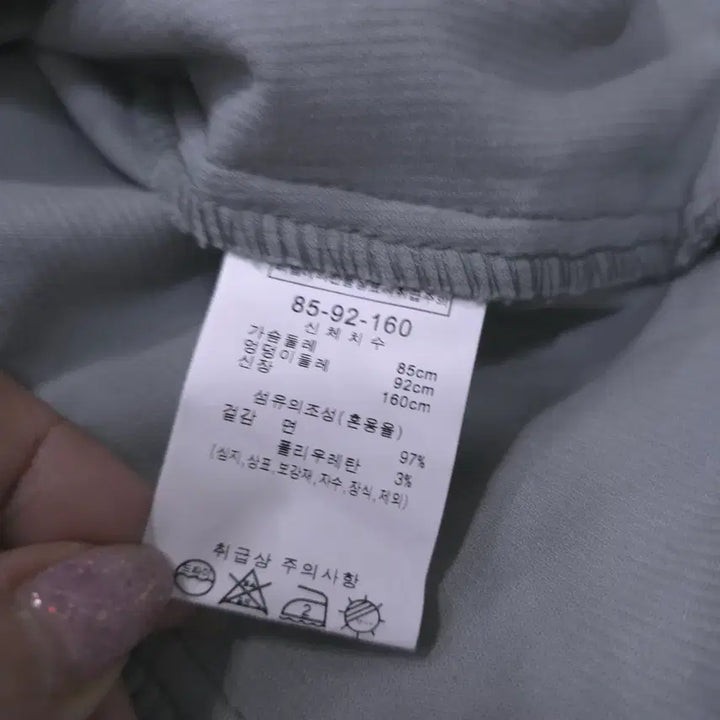 85-92-160
신체치수
가슴둘레 85cm
엉덩이둘레 92cm
신장 160cm
섬유의조성(혼용율)
겉감 면 97%
폴리우레탄 3%
(심지,상표,보강재,자수,장식,제외)
취급상 주의사항
2